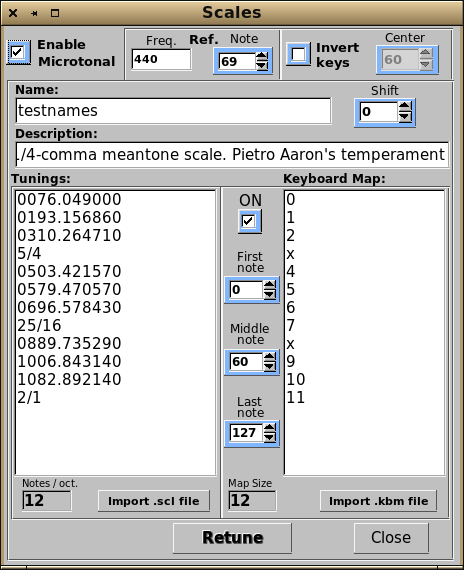 Scales
Enable
Microtonal
Freq. Ref. Note
440 69
Invert
keys
Center
60
Name:
testnames
Shift
0
Description:
1/4-comma meantone scale. Pietro Aaron's temperament
Tunings:
0076.049000
0193.156860
0310.264710
5/4
0503.421570
0579.470570
0696.578430
25/16
0889.735290
1006.843140
1082.892140
2/1
ON
First
note
0
Middle
note
60
Last
note
127
Keyboard Map:
0
1
2
x
4
5
6
7
x
9
10
11
Notes / oct.
12
Import .scl file
Map Size
12
Import .kbm file
Retune
Close